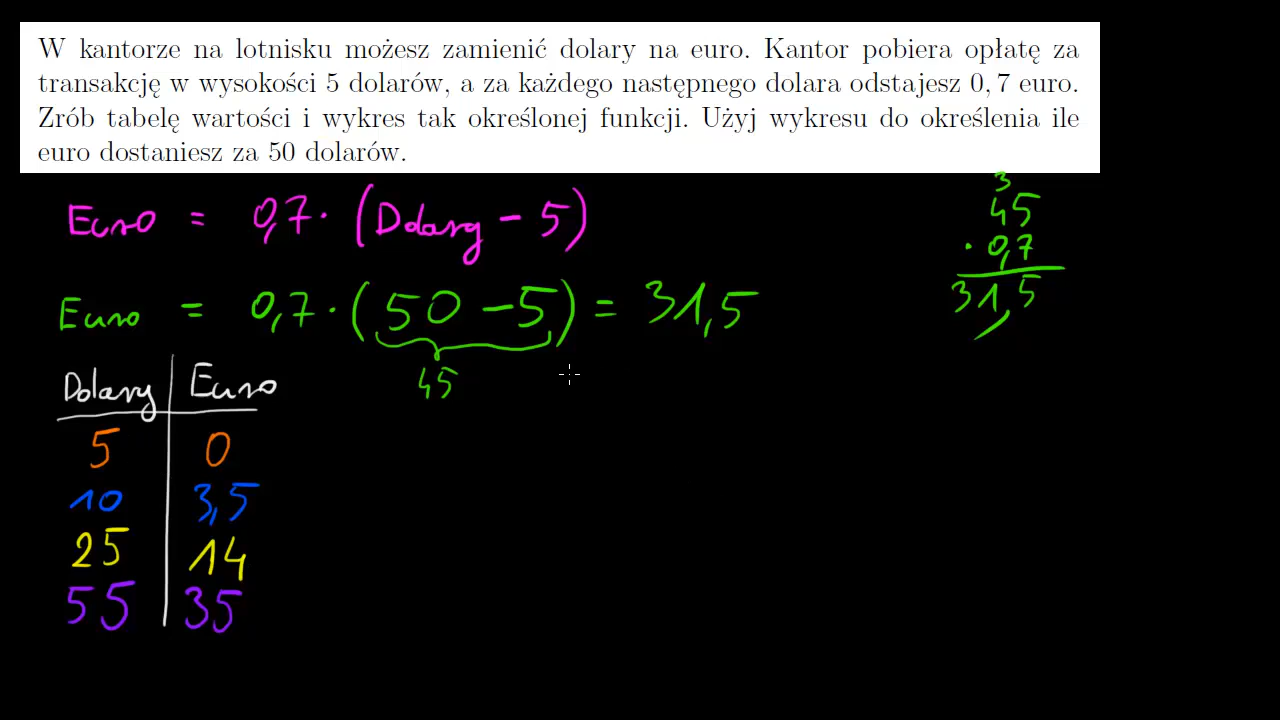 W kantorze na lotnisku możesz zamienić dolary na euro. Kantor pobiera opłatę za
transakcję w wysokości 5 dolarów, a za każdego następnego dolara odstajesz 0,7 euro.
Zrób tabelę wartości i wykres tak określonej funkcji. Użyj wykresu do określenia ile
euro dostaniesz za 50 dolarów.
Euro = 0,7 · (Dolary - 5)
3
45
· 0,7
31,5
Euro = 0,7 · (50 - 5) = 31,5
45
Dolary Euro
5 0
10 3,5
25 14
55 35